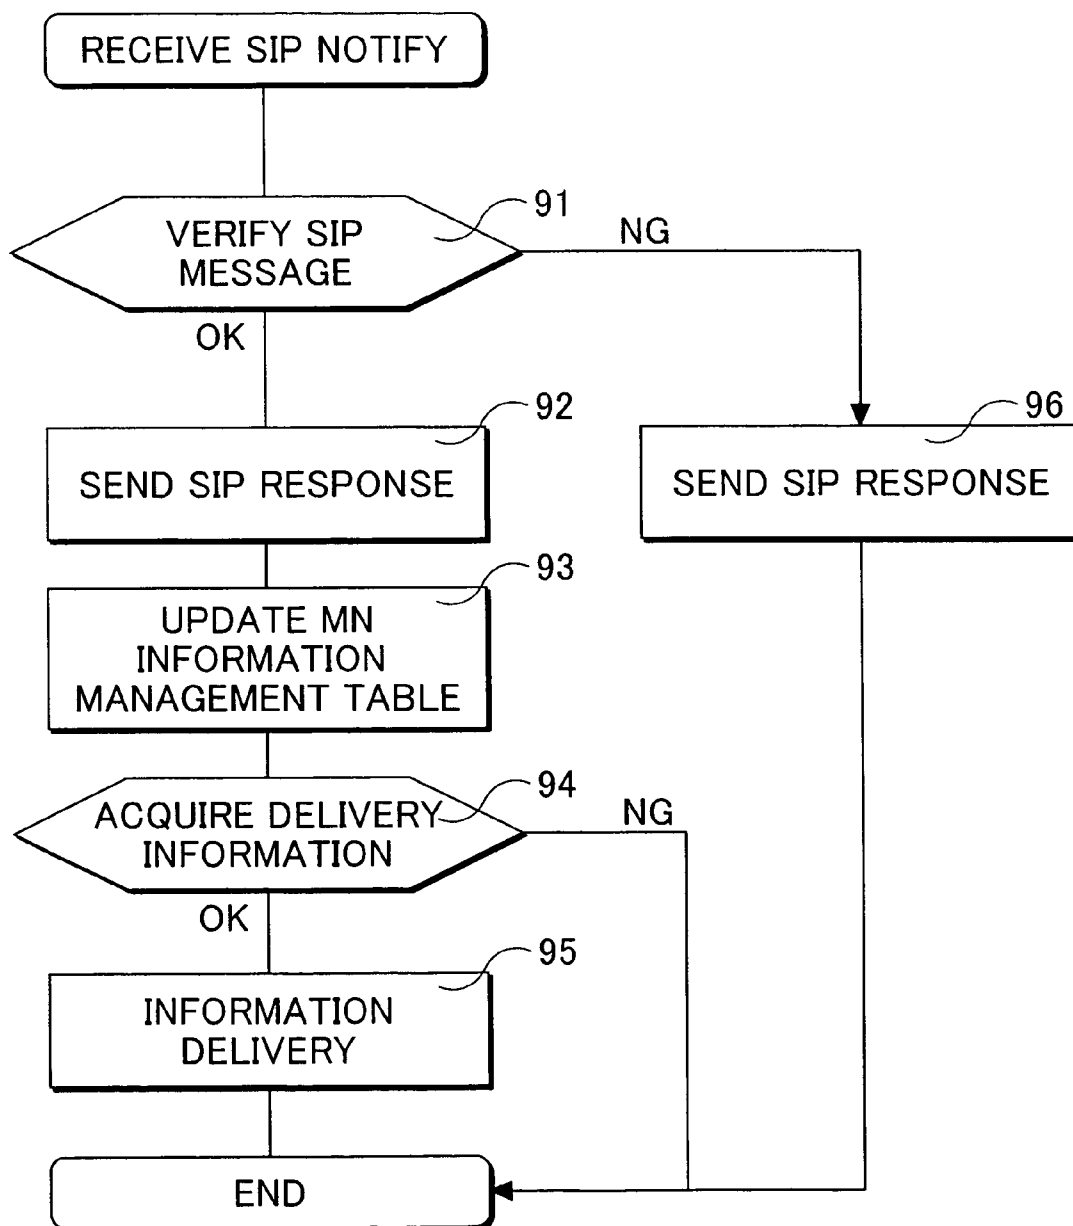 RECEIVE SIP NOTIFY
91
VERIFY SIP
MESSAGE
NG
OK
92
SEND SIP RESPONSE
96
SEND SIP RESPONSE
93
UPDATE MN
INFORMATION
MANAGEMENT TABLE
94
ACQUIRE DELIVERY
INFORMATION
NG
OK
95
INFORMATION
DELIVERY
END